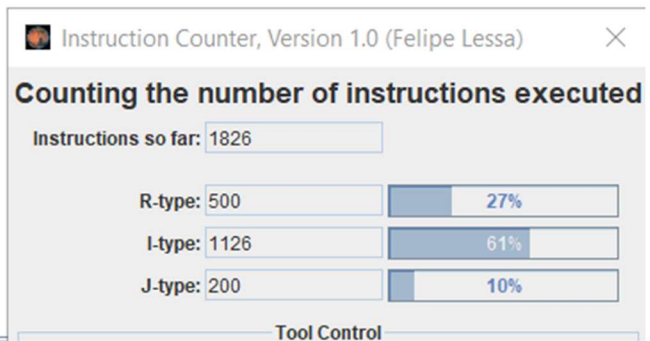 Instruction Counter, Version 1.0 (Felipe Lessa)
Counting the number of instructions executed
Instructions so far: 1826
R-type: 500 27%
I-type: 1126 61%
J-type: 200 10%
Tool Control